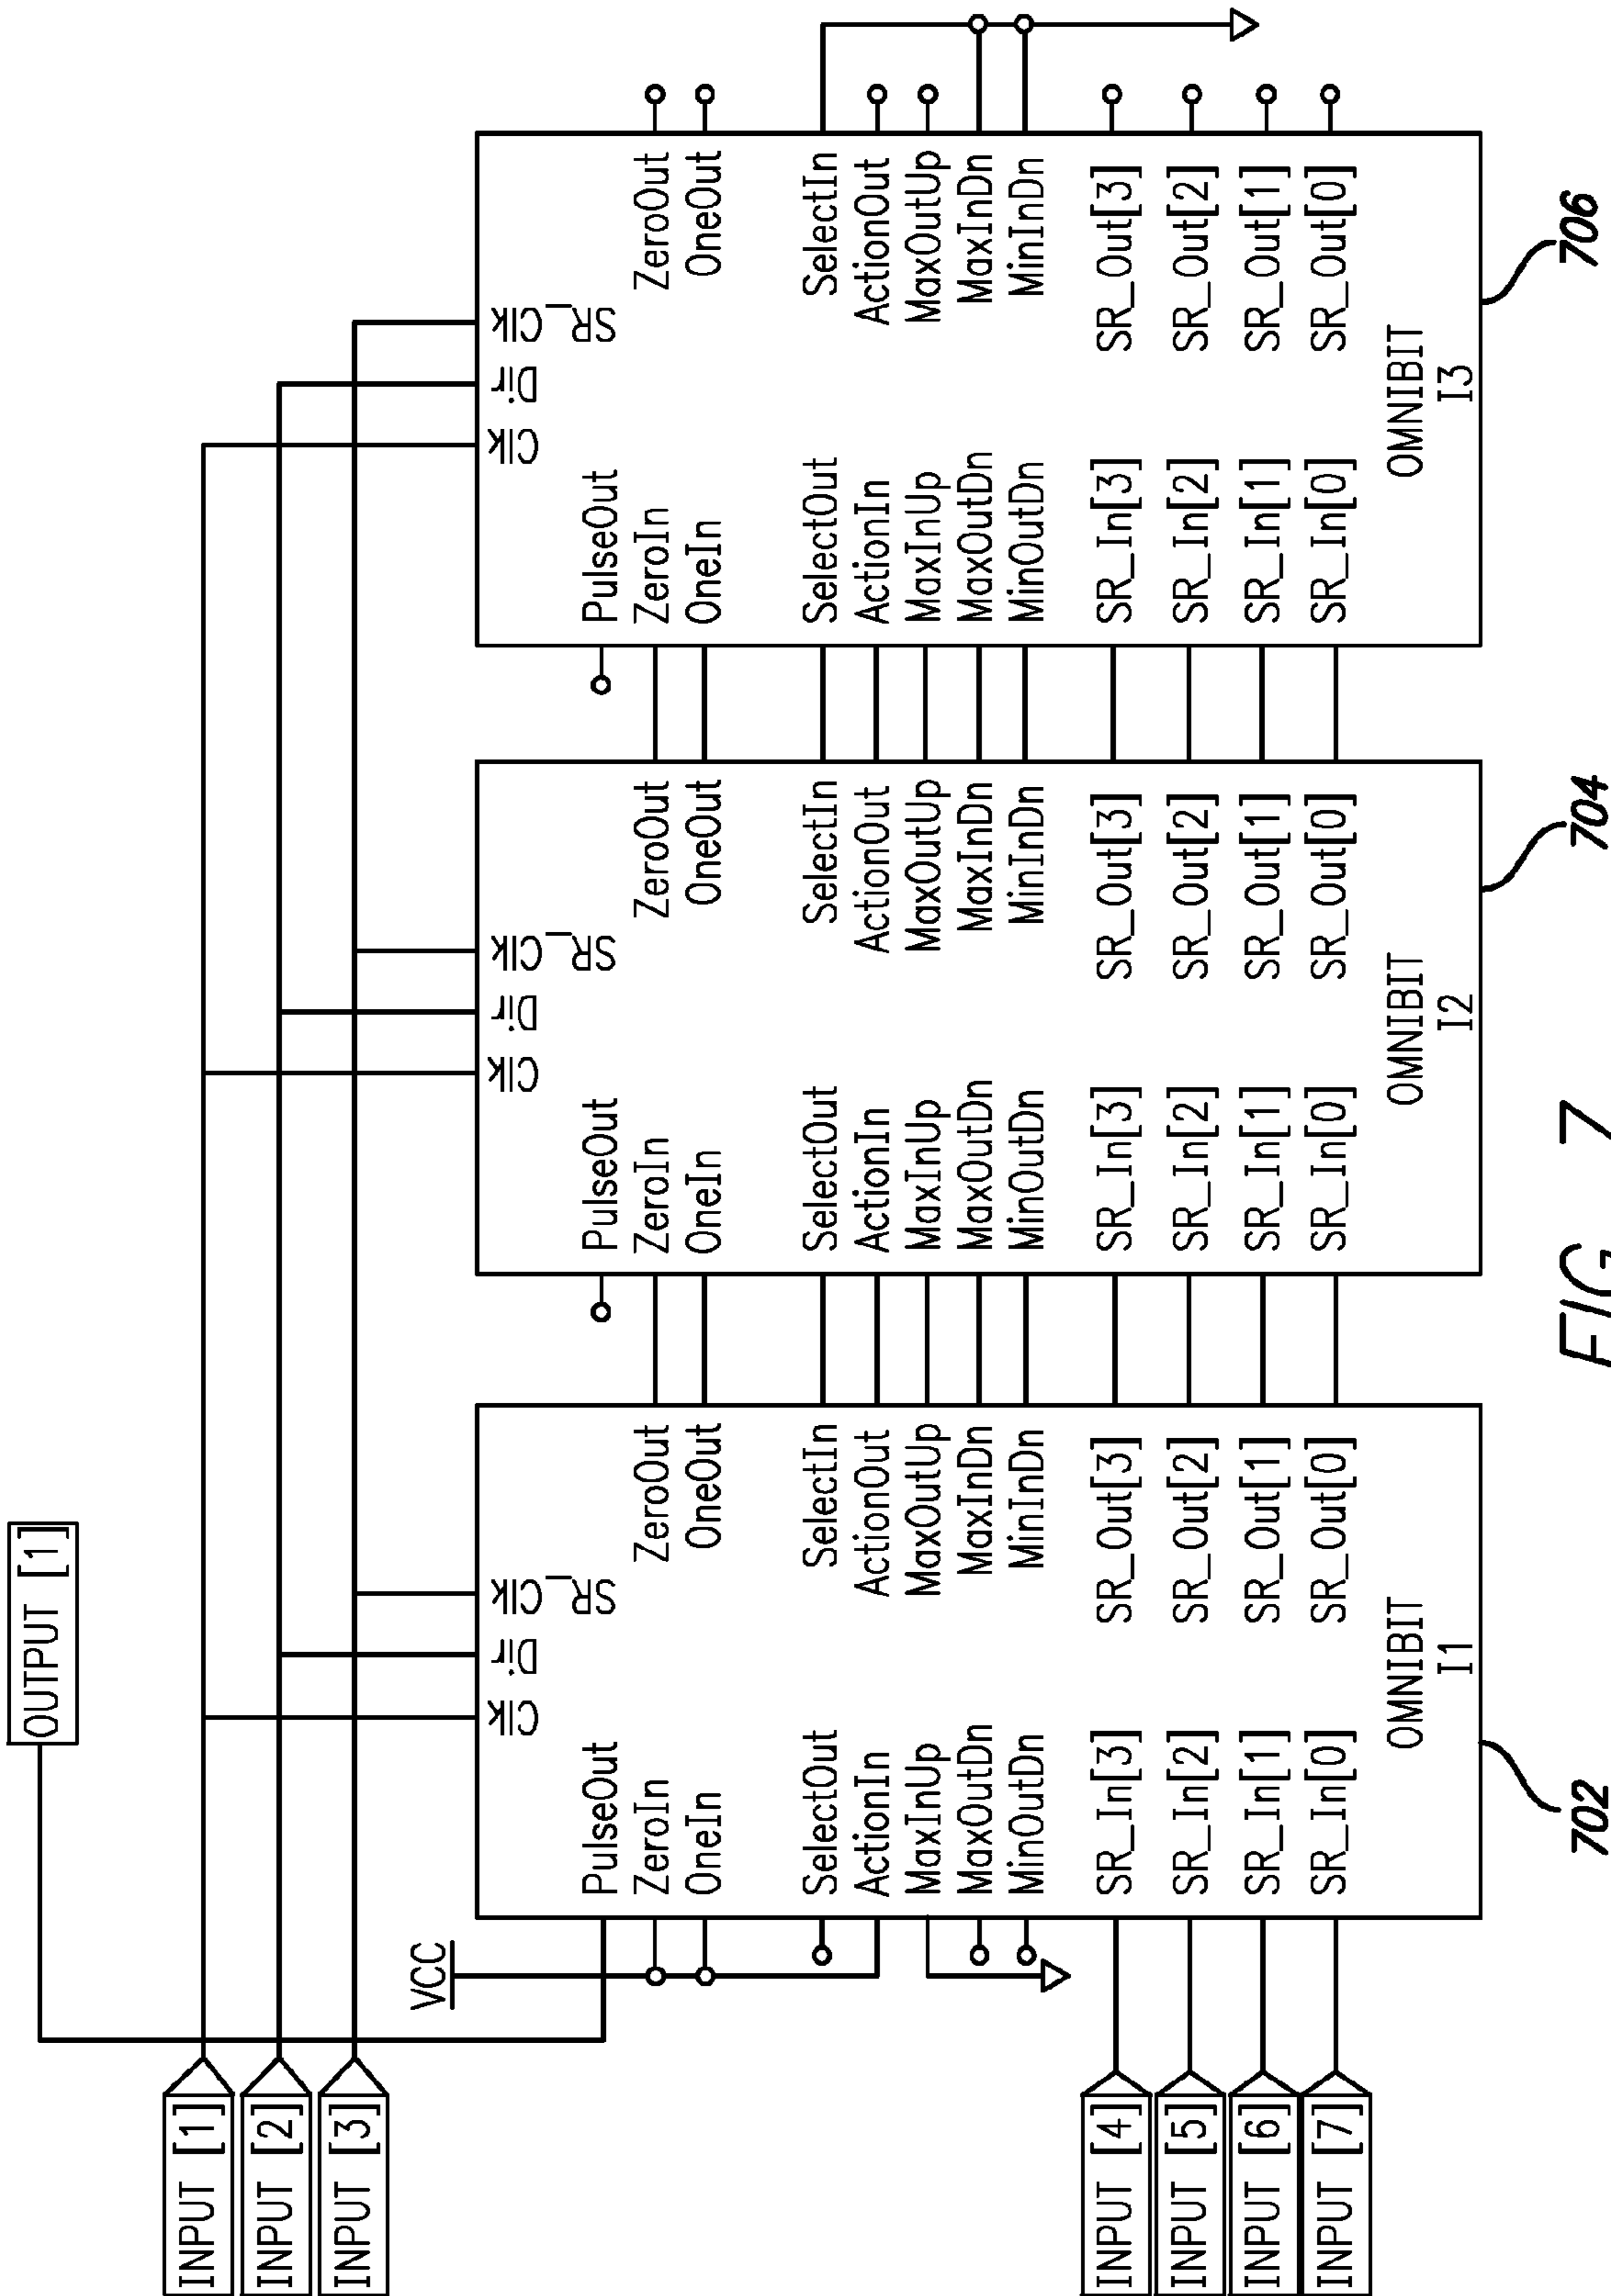 OUTPUT [1]
INPUT [1]
INPUT [2]
INPUT [3]
VCC
INPUT [4]
INPUT [5]
INPUT [6]
INPUT [7]
Clk
Dir
SR_Clk
PulseOut
ZeroIn
OneIn
SelectOut
ActionIn
MaxInUp
MaxOutDn
MinOutDn
SR_In[3]
SR_In[2]
SR_In[1]
SR_In[0]
ZeroOut
OneOut
SelectIn
ActionOut
MaxOutUp
MaxInDn
MinInDn
SR_Out[3]
SR_Out[2]
SR_Out[1]
SR_Out[0]
OMNIBIT
I1
702
Clk
Dir
SR_Clk
PulseOut
ZeroIn
OneIn
SelectOut
ActionIn
MaxInUp
MaxOutDn
MinOutDn
SR_In[3]
SR_In[2]
SR_In[1]
SR_In[0]
ZeroOut
OneOut
SelectIn
ActionOut
MaxOutUp
MaxInDn
MinInDn
SR_Out[3]
SR_Out[2]
SR_Out[1]
SR_Out[0]
OMNIBIT
I2
704
Clk
Dir
SR_Clk
PulseOut
ZeroIn
OneIn
SelectOut
ActionIn
MaxInUp
MaxOutDn
MinOutDn
SR_In[3]
SR_In[2]
SR_In[1]
SR_In[0]
ZeroOut
OneOut
SelectIn
ActionOut
MaxOutUp
MaxInDn
MinInDn
SR_Out[3]
SR_Out[2]
SR_Out[1]
SR_Out[0]
OMNIBIT
I3
706
FIG 7